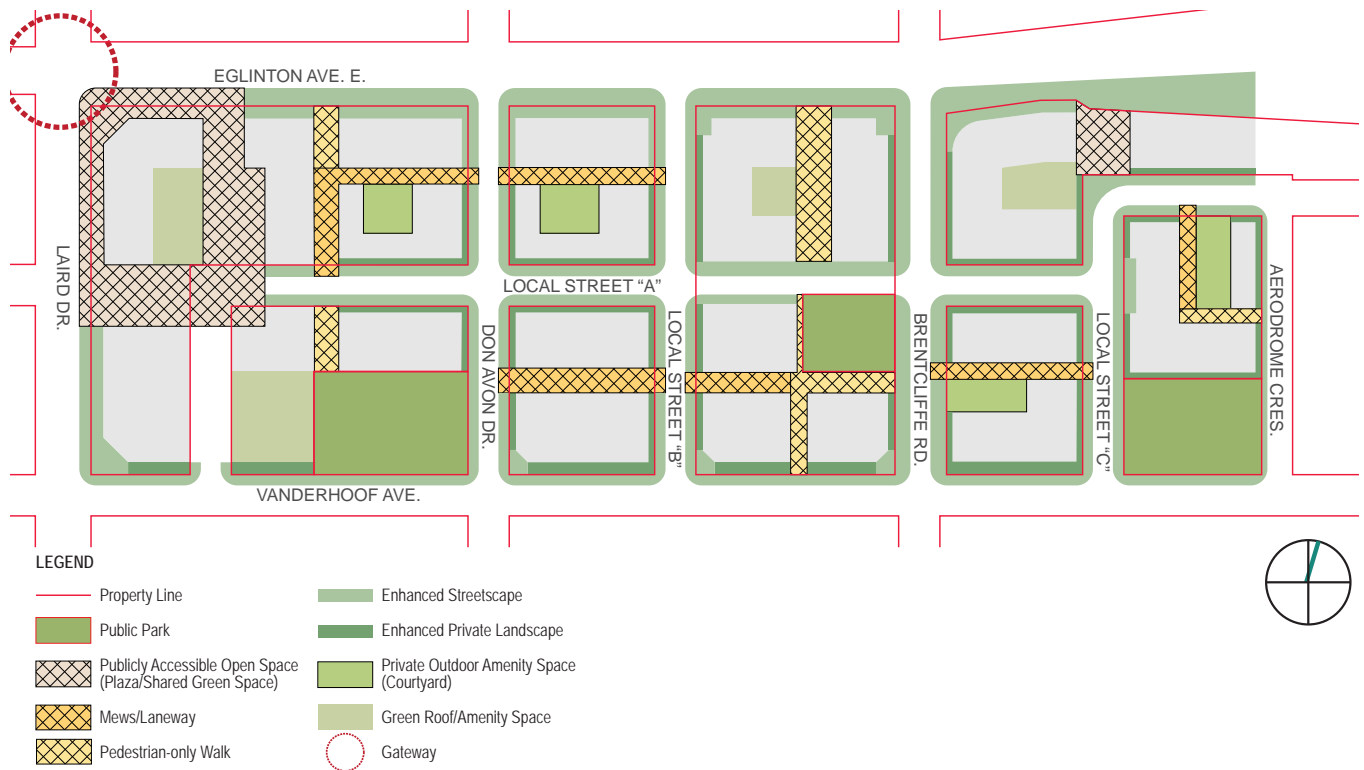 EGLINTON AVE. E.
LAIRD DR.
LOCAL STREET “A”
DON AVON DR.
LOCAL STREET “B”
BRENTCLIFFE RD.
LOCAL STREET “C”
AERODROME CRES.
VANDERHOOF AVE.
LEGEND
Property Line
Public Park
Publicly Accessible Open Space
(Plaza/Shared Green Space)
Mews/Laneway
Pedestrian-only Walk
Enhanced Streetscape
Enhanced Private Landscape
Private Outdoor Amenity Space
(Courtyard)
Green Roof/Amenity Space
Gateway